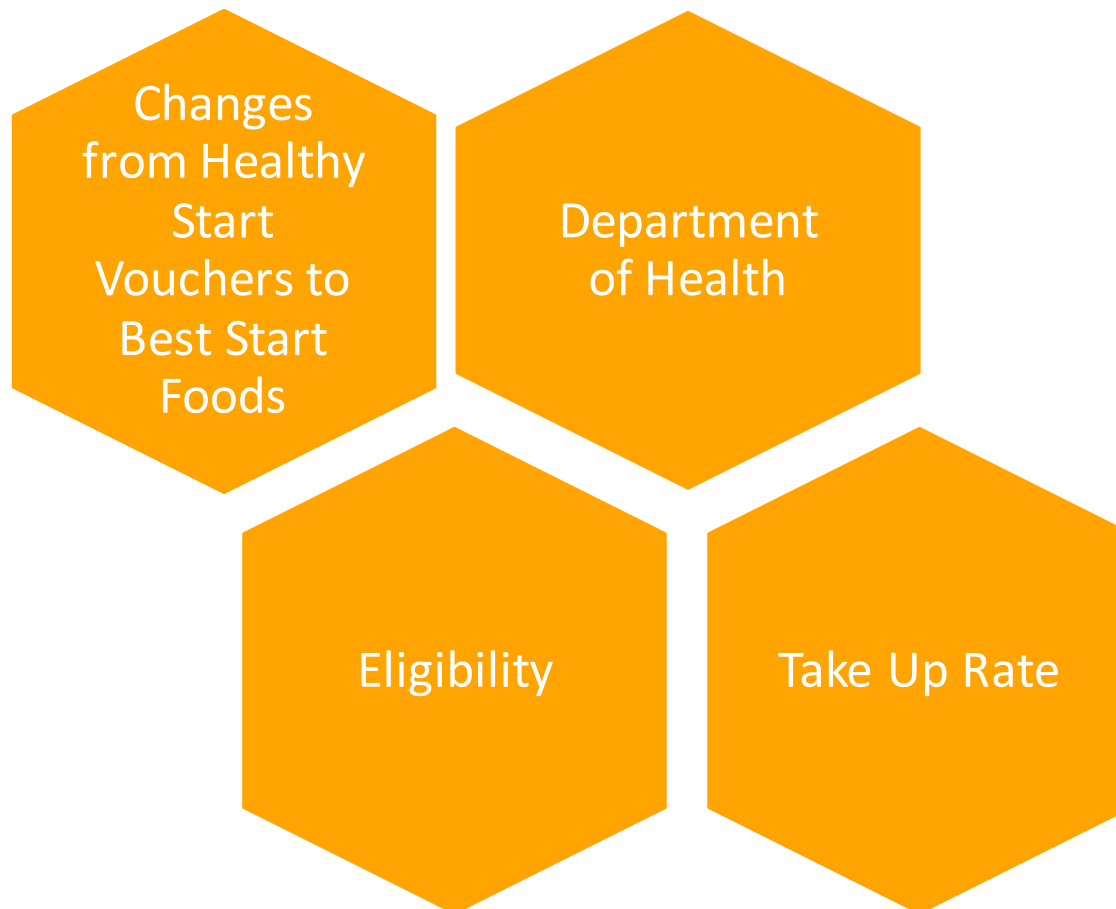 Changes
from Healthy
Start
Vouchers to
Best Start
Foods
Department
of Health
Eligibility
Take Up Rate